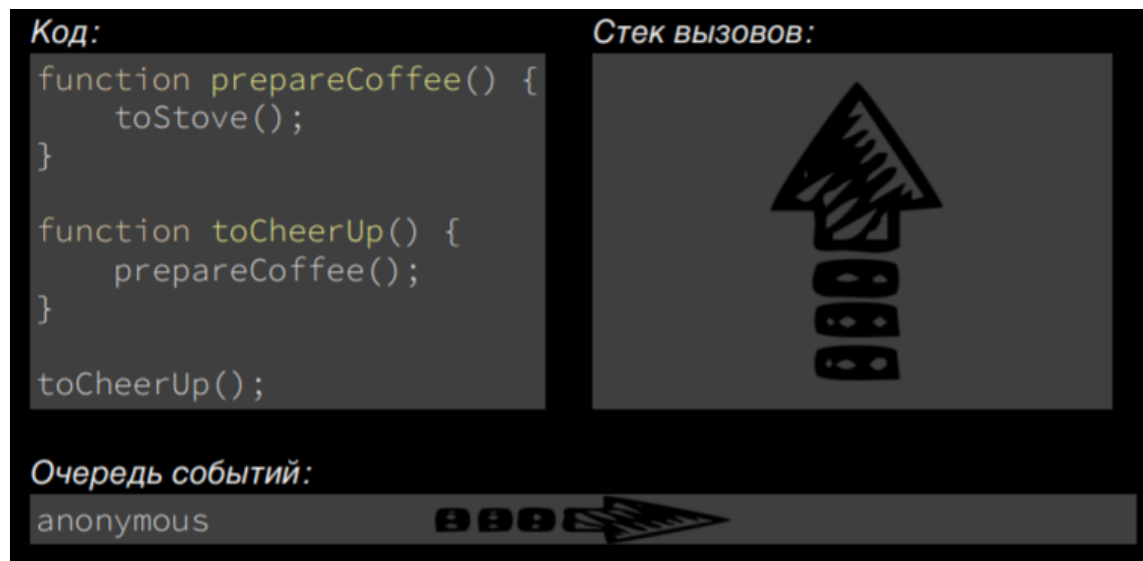 Код:
function prepareCoffee() {
    toStove();
}
function toCheerUp() {
    prepareCoffee();
}
toCheerUp();
Стек вызовов:
Очередь событий:
anonymous